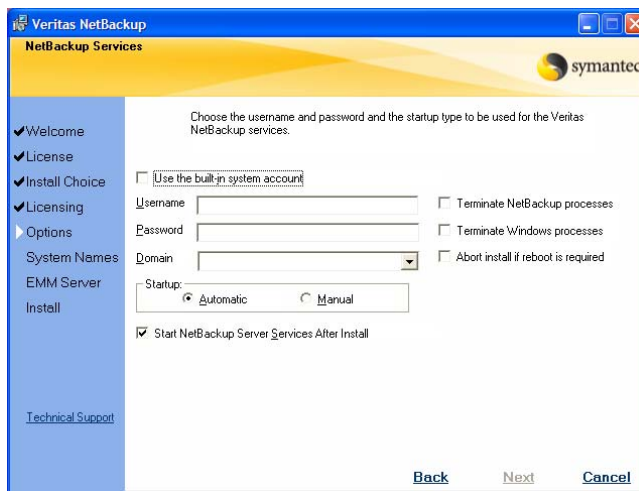 Veritas NetBackup
NetBackup Services
symantec
Choose the username and password and the startup type to be used for the Veritas
NetBackup services.
Welcome
License
Install Choice
Licensing
Options
System Names
EMM Server
Install
Technical Support
Use the built-in system account
Username
Password
Domain
Terminate NetBackup processes
Terminate Windows processes
Abort install if reboot is required
Startup:
Automatic
Manual
Start NetBackup Server Services After Install
Back
Next
Cancel